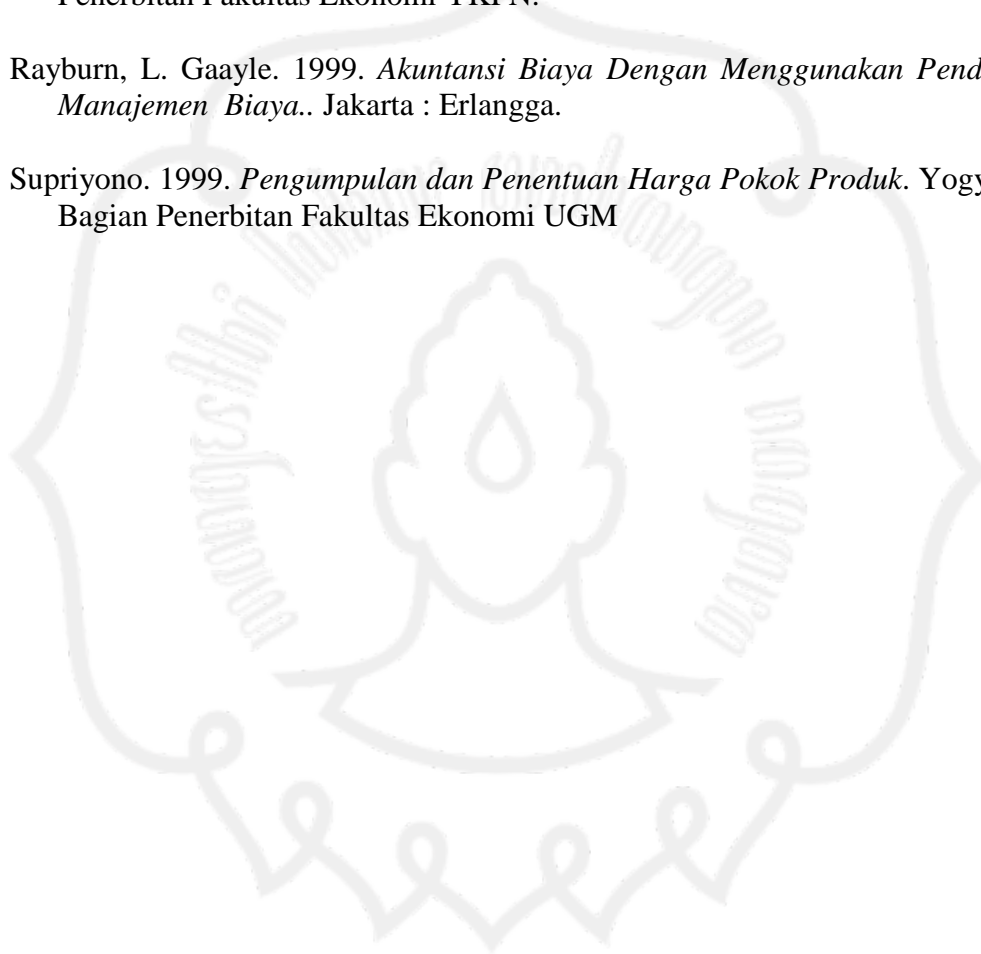 Penerbitan Fakultas Ekonomi YKPN.
Rayburn, L. Gaayle. 1999. Akuntansi Biaya Dengan Menggunakan Pend
Manajemen Biaya.. Jakarta : Erlangga.
Supriyono. 1999. Pengumpulan dan Penentuan Harga Pokok Produk. Yogy
Bagian Penerbitan Fakultas Ekonomi UGM